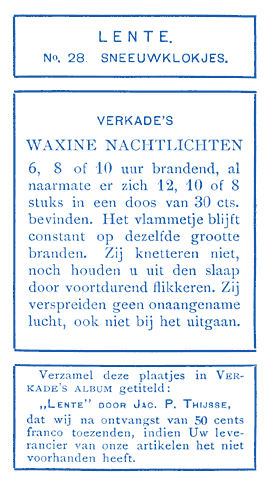 LENTE.
No. 28. SNEEUWKLOKJES.
VERKADE'S
WAXINE NACHTLICHTEN
6, 8 of 10 uur brandend, al
naarmate er zich 12, 10 of 8
stuks in een doos van 30 cts.
bevinden. Het vlammetje blijft
constant op dezelfde grootte
branden. Zij knetteren niet,
noch houden u uit den slaap
door voortdurend flikkeren. Zij
verspreiden geen onaangename
lucht, ook niet bij het uitgaan.
Verzamel deze plaatjes in VER-
KADE'S ALBUM getiteld:
„LENTE" DOOR JAC. P. THIJSSE,
dat wij na ontvangst van 50 cents
franco toezenden, indien Uw leve-
rancier van onze artikelen het niet
voorhanden heeft.